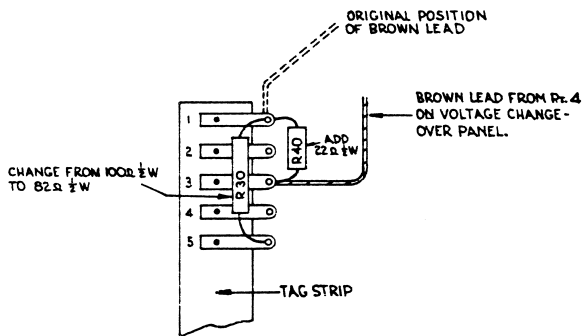 ORIGINAL POSITION
OF BROWN LEAD
BROWN LEAD FROM PT. 4
ON VOLTAGE CHANGE-
OVER PANEL.
1
2
3
4
5
R30
R40
ADD
22Ω ½W
CHANGE FROM 100Ω ½W
TO 82Ω ½W
TAG STRIP